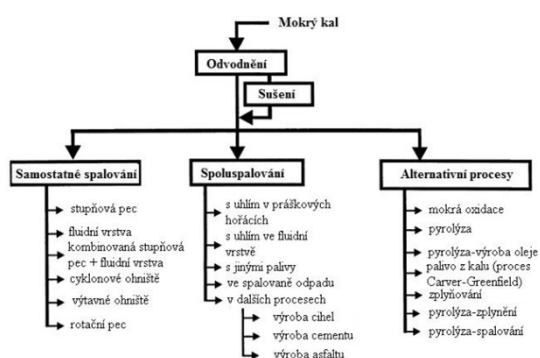 Mokrý kal
Odvodnění
Sušení
Samostatné spalování
stupňová pec
fluidní vrstva
kombinovaná stupňová
pec + fluidní vrstva
cyklonové ohniště
výtavné ohniště
rotační pec
Spoluspalování
s uhlím v práškových
hořácích
s uhlím ve fluidní
vrstvě
s jinými palivy
ve spalovaně odpadu
v dalších procesech
výroba cihel
výroba cementu
výroba asfaltu
Alternativní procesy
mokrá oxidace
pyrolýza
pyrolýza-výroba oleje
palivo z kalu (proces
Carver-Greenfield)
zplyňování
pyrolýza-zplynění
pyrolýza-spalování